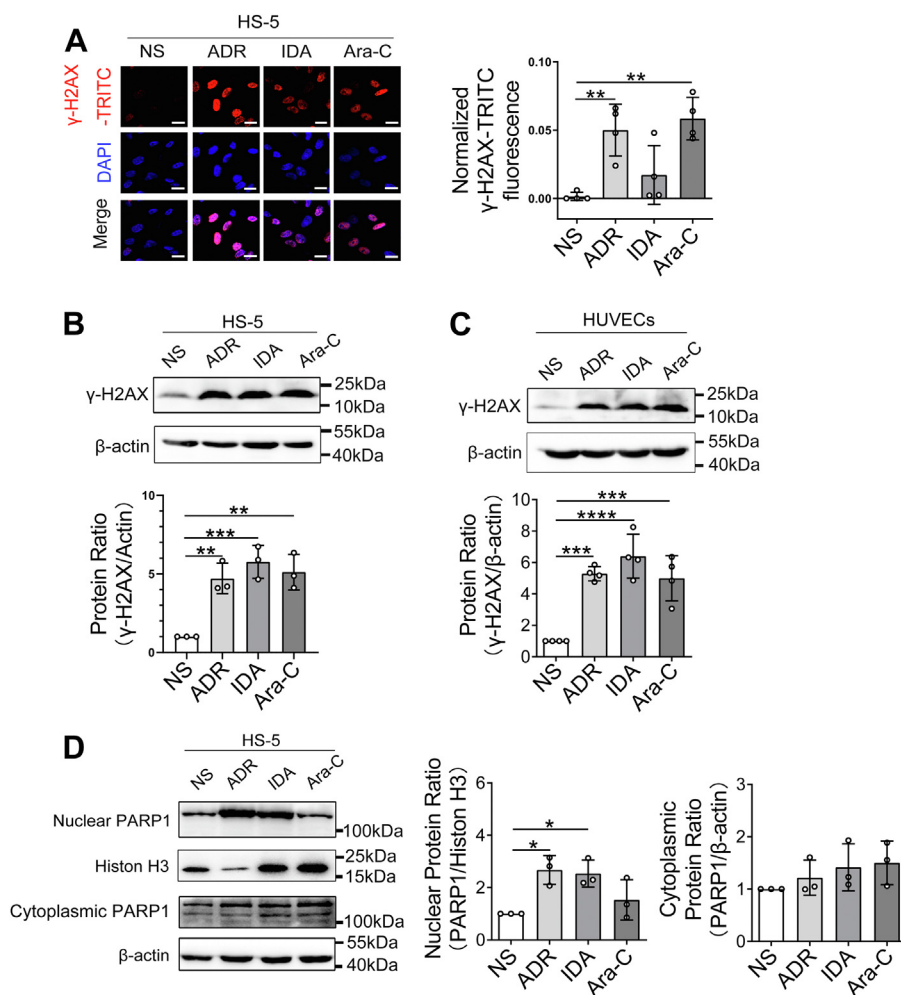 A
HS-5
NS ADR IDA Ara-C
γ-H2AX
-TRITC
DAPI
Merge
Normalized
γ-H2AX-TRITC
fluorescence
0.10
0.05
0.00
** **
NS ADR IDA Ara-C
B
HS-5
NS ADR IDA Ara-C
γ-H2AX
25kDa
10kDa
β-actin
55kDa
40kDa
Protein Ratio
(γ-H2AX/Actin)
10
5
0
**
***
**
NS ADR IDA Ara-C
C
HUVECs
NS ADR IDA Ara-C
γ-H2AX
25kDa
10kDa
β-actin
55kDa
40kDa
Protein Ratio
(γ-H2AX/β-actin)
10
8
6
4
2
0
***
****
***
NS ADR IDA Ara-C
D
HS-5
NS ADR IDA Ara-C
Nuclear PARP1
100kDa
Histon H3
25kDa
15kDa
Cytoplasmic PARP1
100kDa
β-actin
55kDa
40kDa
Nuclear Protein Ratio
(PARP1/Histon H3)
6
4
2
0
*
*
NS ADR IDA Ara-C
Cytoplasmic
Protein Ratio
(PARP1/β-actin)
3
2
1
0
NS ADR IDA Ara-C